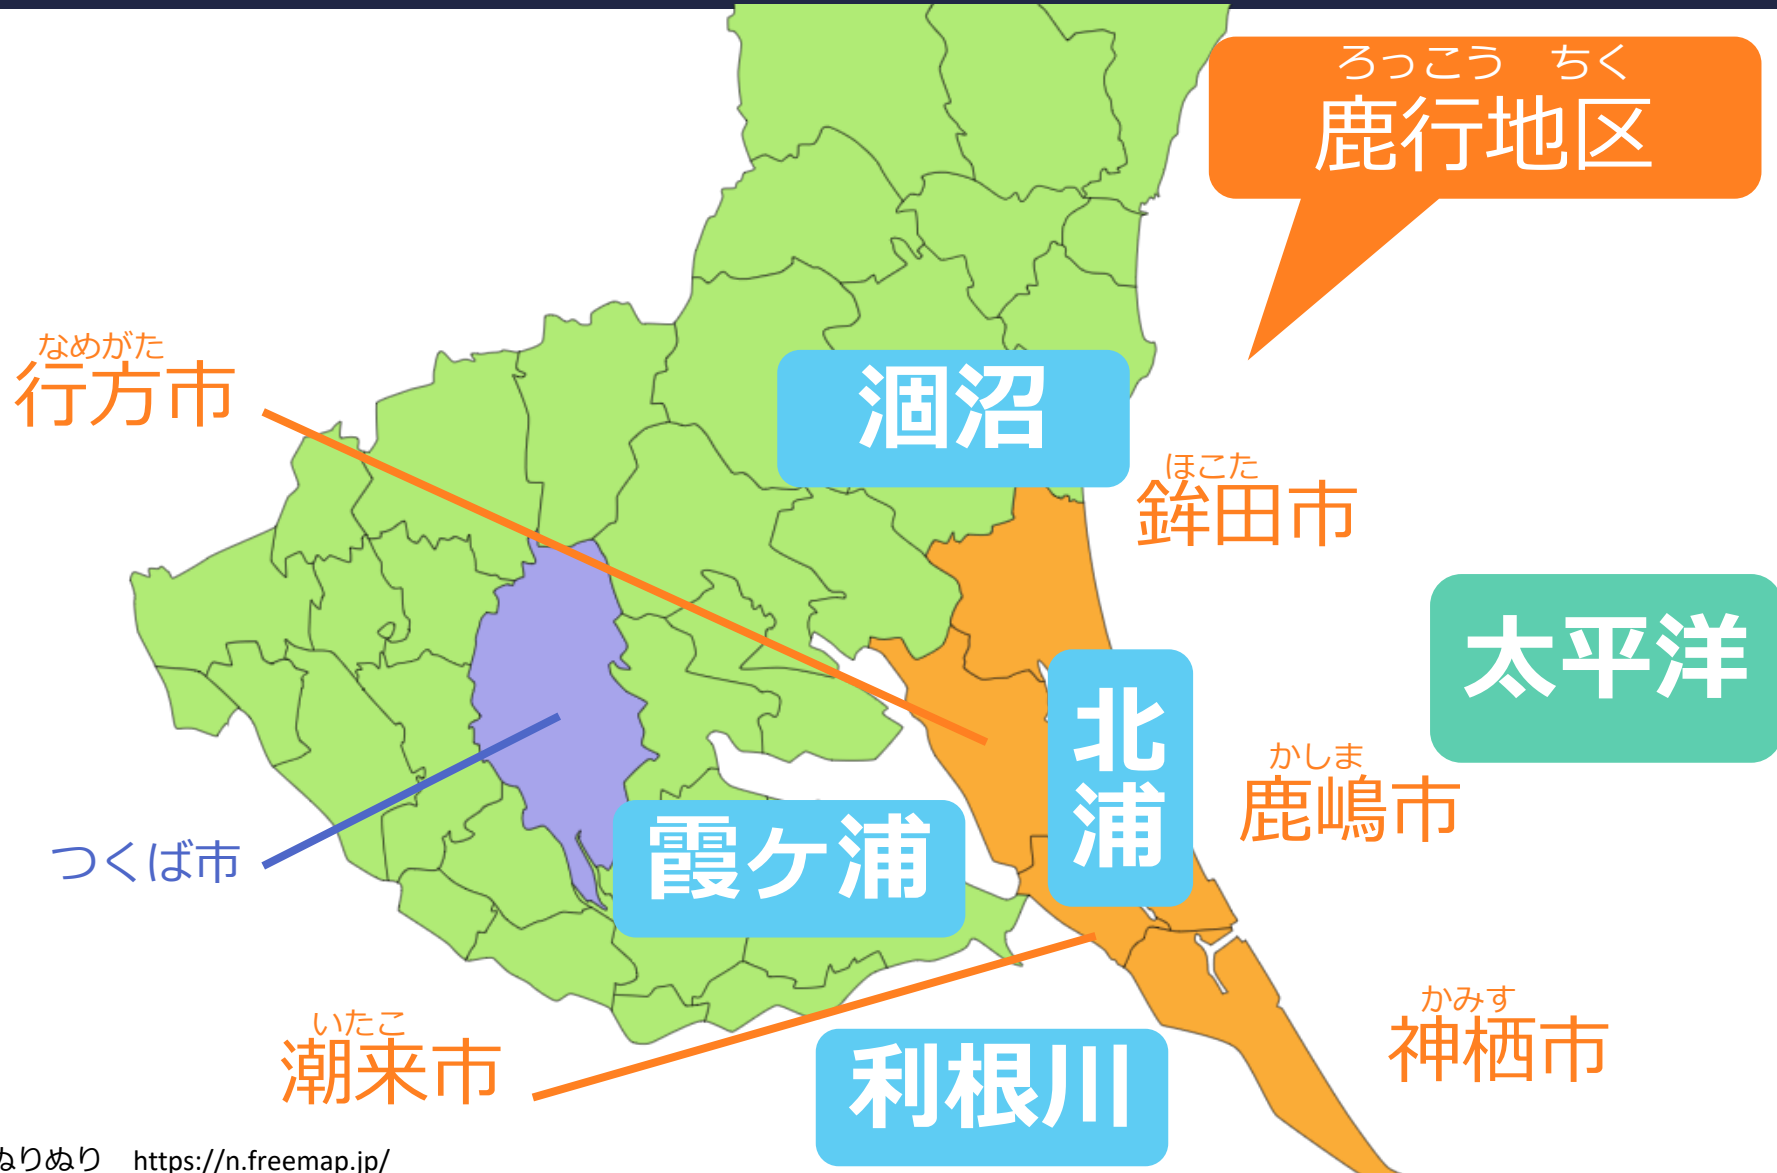 ろっこう ちく
鹿行地区
なめがた
行方市
涸沼
ほこた
鉾田市
太平洋
北浦
かしま
鹿嶋市
つくば市
霞ケ浦
いたこ
潮来市
かみす
神栖市
利根川
ぬりぬり https://n.freemap.jp/